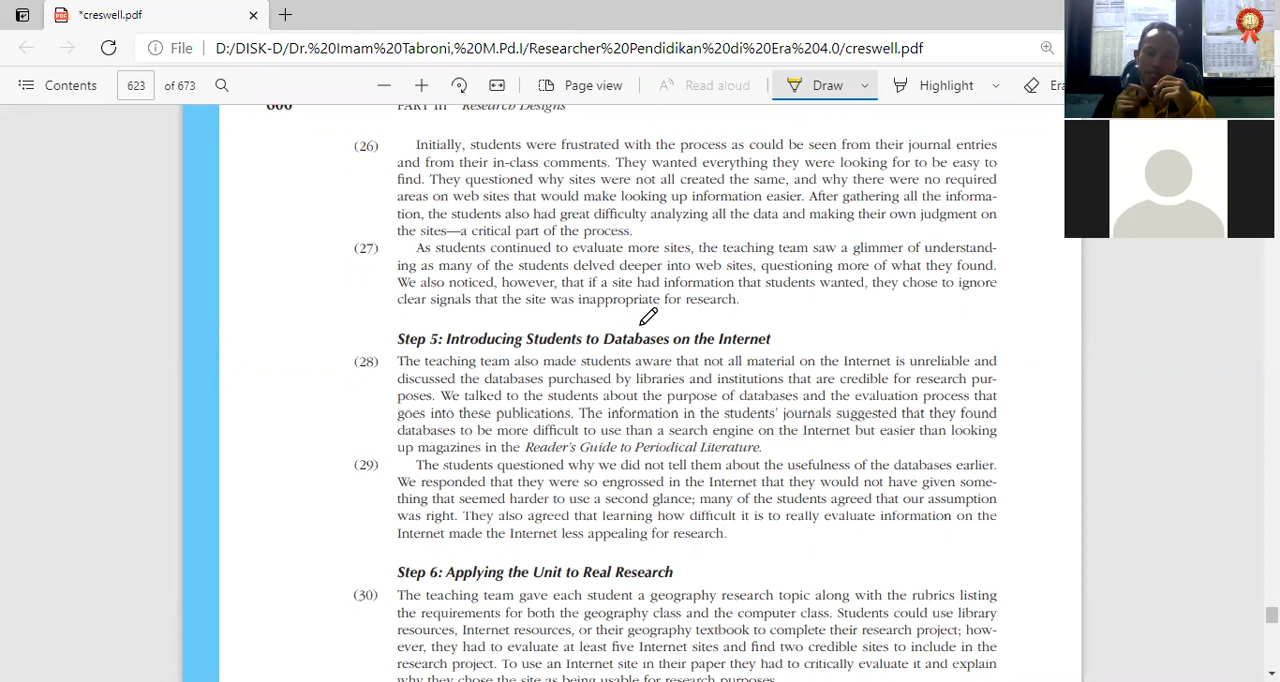 *creswell.pdf
File
D:/DISK-D/Dr.%20Imam%20Tabroni,%20M.Pd.I/Researcher%20Pendidikan%20di%20Era%204.0/creswell.pdf
Contents
623
of 673
Page view
Read aloud
Draw
Highlight
600 PART III Research Designs
(26) Initially, students were frustrated with the process as could be seen from their journal entries
and from their in-class comments. They wanted everything they were looking for to be easy to
find. They questioned why sites were not all created the same, and why there were no required
areas on web sites that would make looking up information easier. After gathering all the informa-
tion, the students also had great difficulty analyzing all the data and making their own judgment on
the sites—a critical part of the process.
(27) As students continued to evaluate more sites, the teaching team saw a glimmer of understand-
ing as many of the students delved deeper into web sites, questioning more of what they found.
We also noticed, however, that if a site had information that students wanted, they chose to ignore
clear signals that the site was inappropriate for research.
Step 5: Introducing Students to Databases on the Internet
(28) The teaching team also made students aware that not all material on the Internet is unreliable and
discussed the databases purchased by libraries and institutions that are credible for research pur-
poses. We talked to the students about the purpose of databases and the evaluation process that
goes into these publications. The information in the students' journals suggested that they found
databases to be more difficult to use than a search engine on the Internet but easier than looking
up magazines in the Reader's Guide to Periodical Literature.
(29) The students questioned why we did not tell them about the usefulness of the databases earlier.
We responded that they were so engrossed in the Internet that they would not have given some-
thing that seemed harder to use a second glance; many of the students agreed that our assumption
was right. They also agreed that learning how difficult it is to really evaluate information on the
Internet made the Internet less appealing for research.
Step 6: Applying the Unit to Real Research
(30) The teaching team gave each student a geography research topic along with the rubrics listing
the requirements for both the geography class and the computer class. Students could use library
resources, Internet resources, or their geography textbook to complete their research project; how-
ever, they had to evaluate at least five Internet sites and find two credible sites to include in the
research project. To use an Internet site in their paper they had to critically evaluate it and explain
why they chose the site as being usable for research purposes.